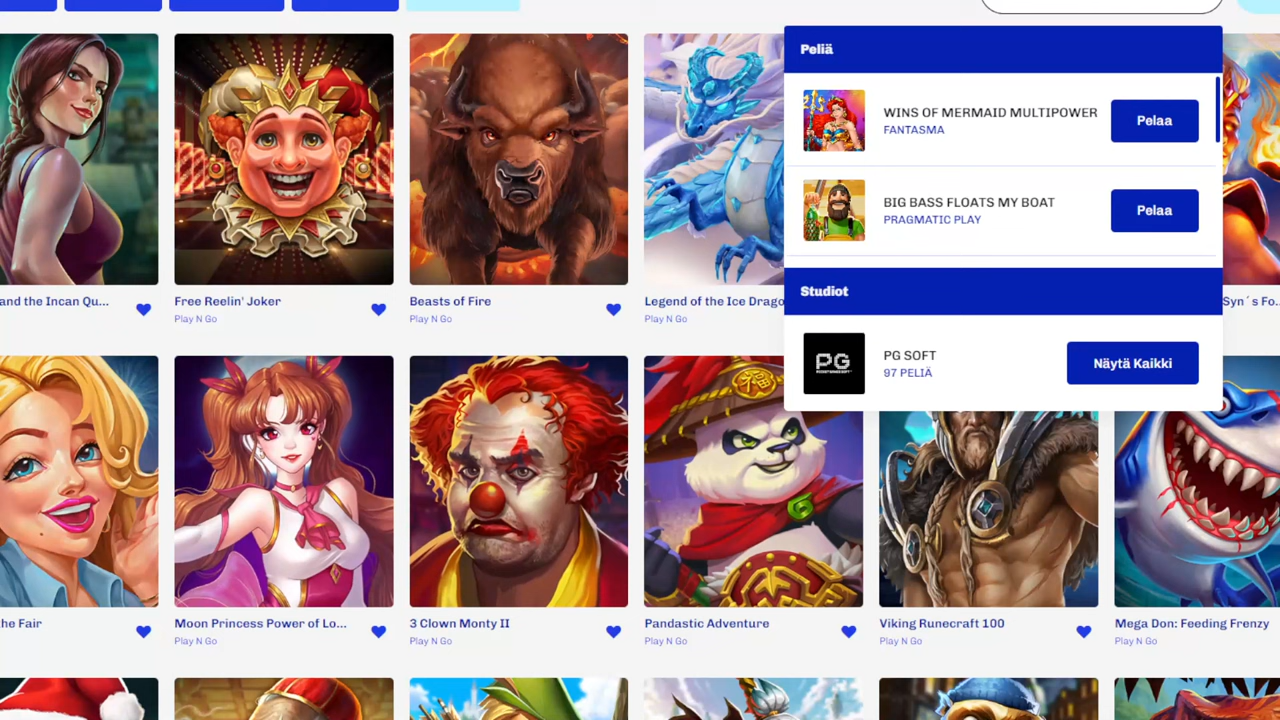 Peliä
WINS OF MERMAID MULTIPOWER
FANTASMA
Pelaa
BIG BASS FLOATS MY BOAT
PRAGMATIC PLAY
Pelaa
Studiot
PG
PG SOFT
97 PELIÄ
Näytä Kaikki
and the Incan Qu...
Free Reelin' Joker
Play N Go
Beasts of Fire
Play N Go
Legend of the Ice Drago
Play N Go
Syn´s Fo...
福
G
he Fair
Moon Princess Power of Lo...
Play N Go
3 Clown Monty II
Play N Go
Pandastic Adventure
Play N Go
Viking Runecraft 100
Play N Go
Mega Don: Feeding Frenzy
Play N Go